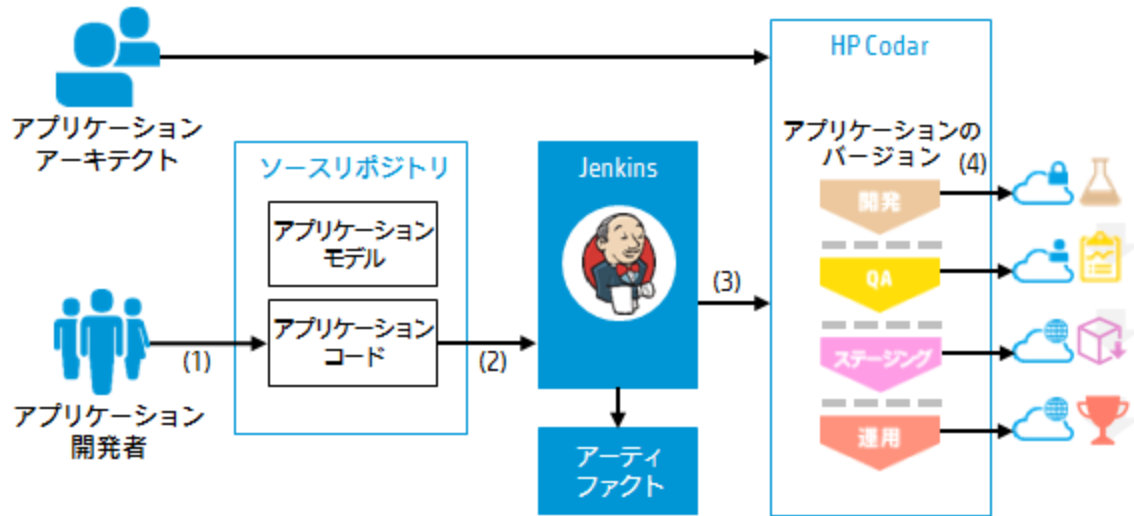 HP Codar
アプリケーション
アーキテクト
アプリケーションの
バージョン
(4)
ソースリポジトリ
Jenkins
開発
アプリケーション
モデル
QA
(3)
アプリケーション
コード
(1)
(2)
ステージング
アプリケーション
開発者
運用
アーティ
ファクト